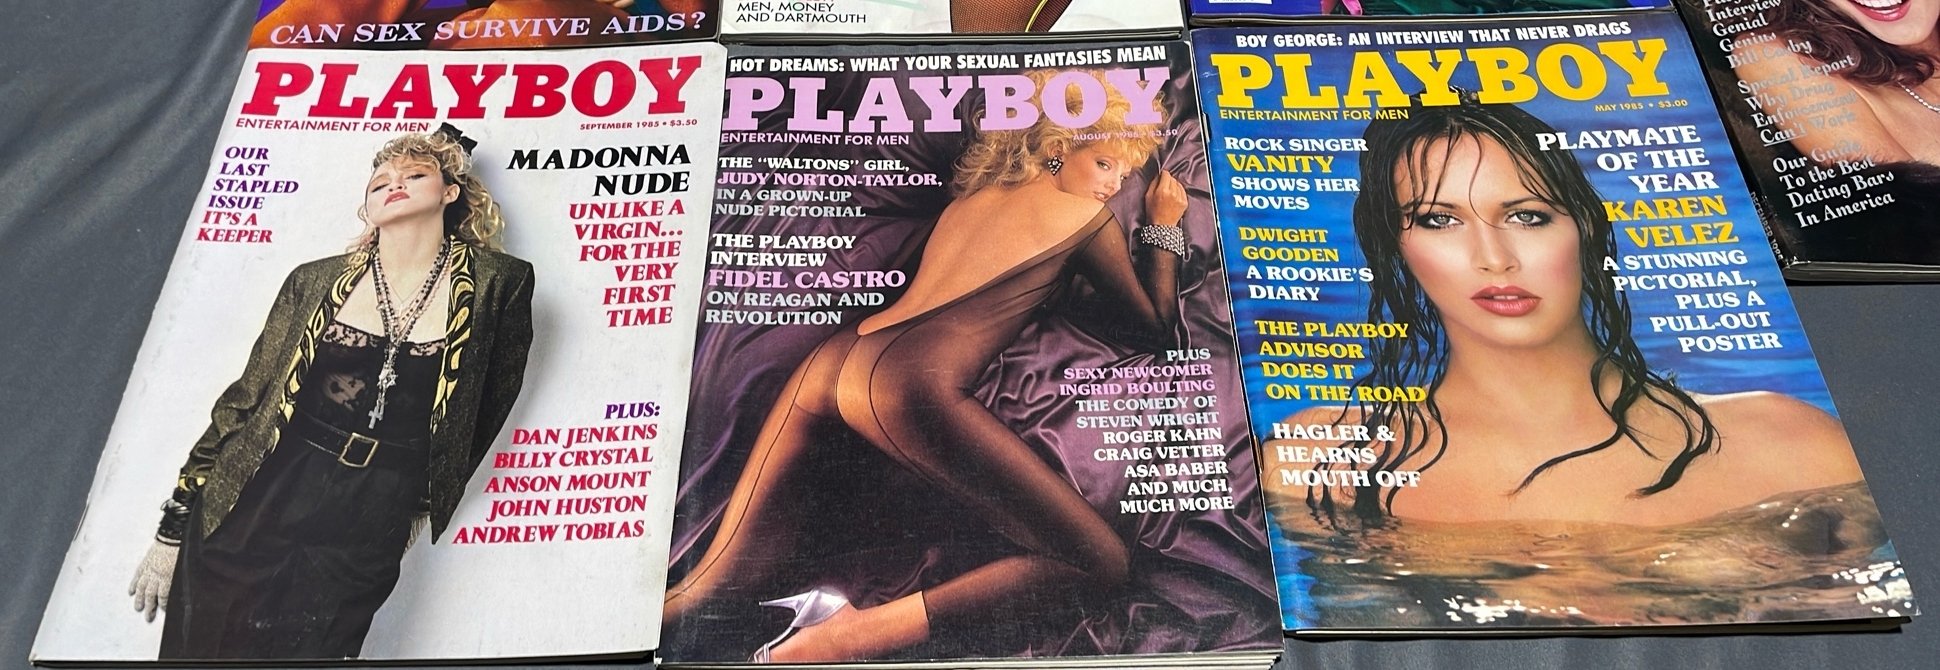 CAN SEX SURVIVE AIDS?
MEN, MONEY
AND DARTMOUTH
PLAYBOY
ENTERTAINMENT FOR MEN
SEPTEMBER 1985 • $3.50
OUR
LAST
STAPLED
ISSUE
IT'S A
KEEPER
MADONNA
NUDE
UNLIKE A
VIRGIN...
FOR THE
VERY
FIRST
TIME
PLUS:
DAN JENKINS
BILLY CRYSTAL
ANSON MOUNT
JOHN HUSTON
ANDREW TOBIAS
HOT DREAMS: WHAT YOUR SEXUAL FANTASIES MEAN
PLAYBOY
ENTERTAINMENT FOR MEN
AUGUST 1985 • $3.50
THE "WALTONS" GIRL,
JUDY NORTON-TAYLOR,
IN A GROWN-UP
NUDE PICTORIAL
THE PLAYBOY
INTERVIEW
FIDEL CASTRO
ON REAGAN AND
REVOLUTION
PLUS
SEXY NEWCOMER
INGRID BOULTING
THE COMEDY OF
STEVEN WRIGHT
ROGER KAHN
CRAIG VETTER
ASA BABER
AND MUCH,
MUCH MORE
BOY GEORGE: AN INTERVIEW THAT NEVER DRAGS
PLAYBOY
ENTERTAINMENT FOR MEN
MAY 1985 • $3.00
ROCK SINGER
VANITY
SHOWS HER
MOVES
DWIGHT
GOODEN
A ROOKIE'S
DIARY
THE PLAYBOY
ADVISOR
DOES IT
ON THE ROAD
HAGLER &
HEARNS
MOUTH OFF
PLAYMATE
OF THE
YEAR
KAREN
VELEZ
A STUNNING
PICTORIAL,
PLUS A
PULL-OUT
POSTER
Interview
Genial
Genius
Bill Cosby
Special Report
Why Drug
Enforcement
Can't Work
Our Guide
To the Best
Dating Bars
In America